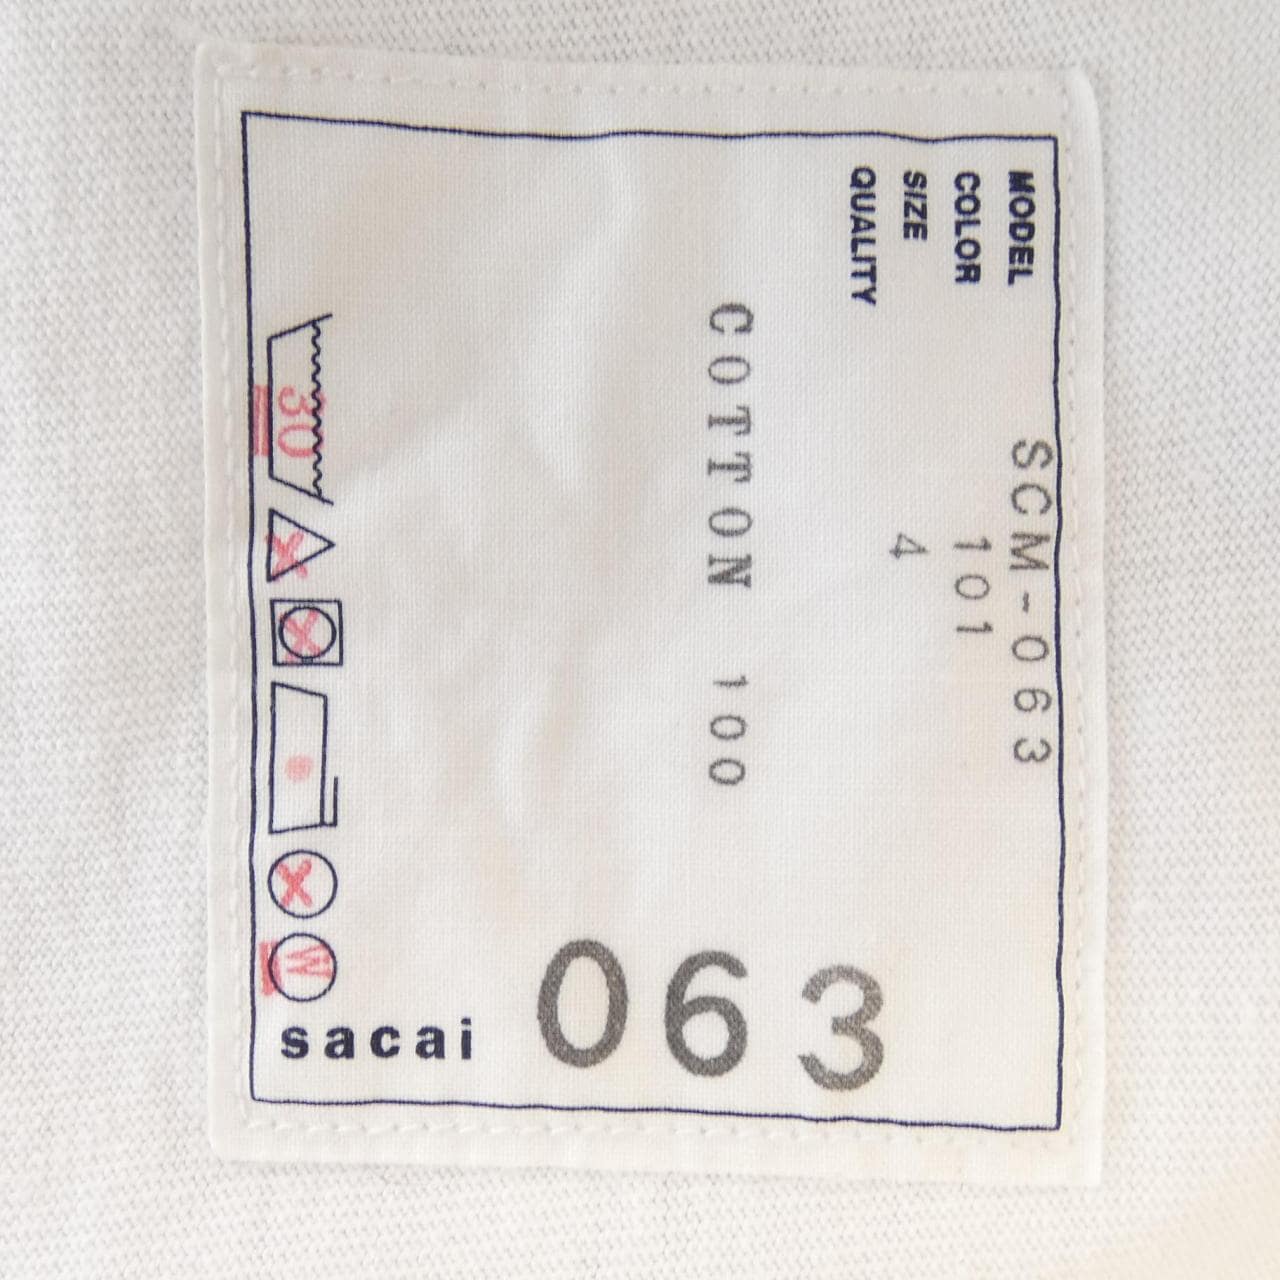 MODEL SCM-063
COLOR 101
SIZE 4
QUALITY
COTTON 100
30
W
sacai
063